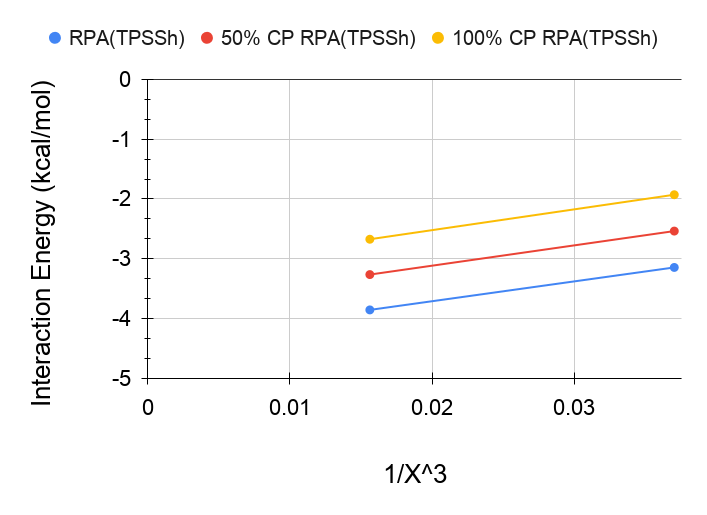 RPA(TPSSh) 50% CP RPA(TPSSh) 100% CP RPA(TPSSh)
Interaction Energy (kcal/mol)
0
-1
-2
-3
-4
-5
0 0.01 0.02 0.03
1/X^3